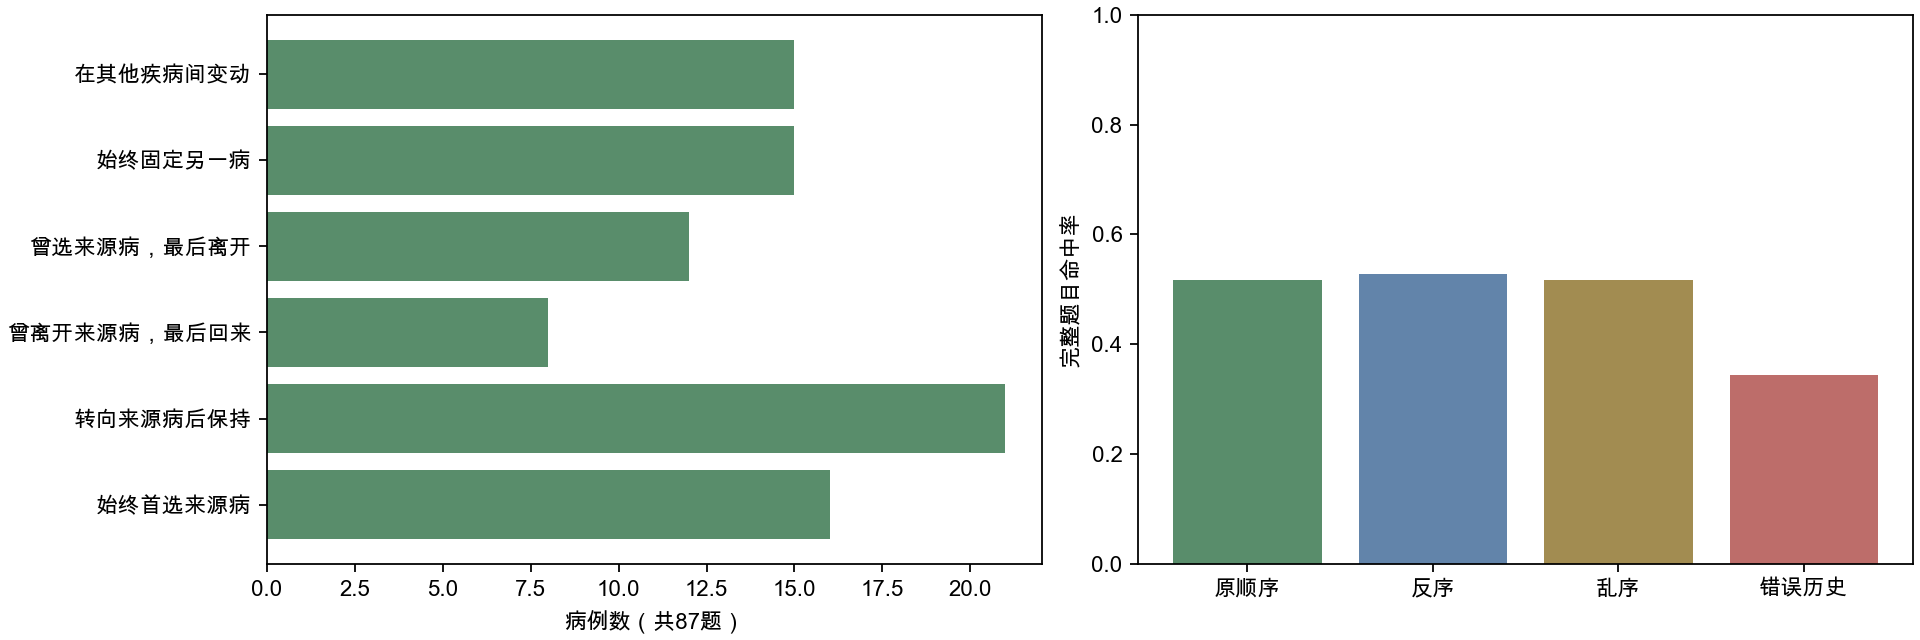 在其他疾病间变动
始终固定另一病
曾选来源病，最后离开
曾离开来源病，最后回来
转向来源病后保持
始终首选来源病
0.0 2.5 5.0 7.5 10.0 12.5 15.0 17.5 20.0
病例数（共87题）
完整题目命中率
1.0
0.8
0.6
0.4
0.2
0.0
原顺序 反序 乱序 错误历史